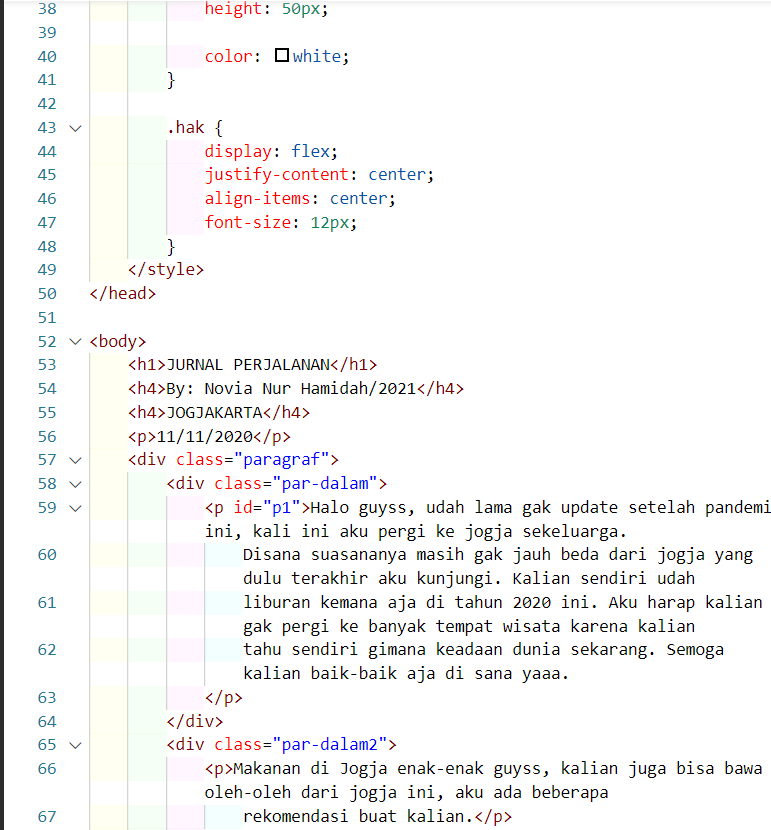 38 height: 50px;
39
40 color: white;
41 }
42
43 .hak {
44 display: flex;
45 justify-content: center;
46 align-items: center;
47 font-size: 12px;
48 }
49 </style>
50 </head>
51
52 <body>
53 <h1>JURNAL PERJALANAN</h1>
54 <h4>By: Novia Nur Hamidah/2021</h4>
55 <h4>JOGJAKARTA</h4>
56 <p>11/11/2020</p>
57 <div class="paragraf">
58 <div class="par-dalam">
59 <p id="p1">Halo guyss, udah lama gak update setelah pandemi
ini, kali ini aku pergi ke jogja sekeluarga.
60 Disana suasananya masih gak jauh beda dari jogja yang
dulu terakhir aku kunjungi. Kalian sendiri udah
61 liburan kemana aja di tahun 2020 ini. Aku harap kalian
gak pergi ke banyak tempat wisata karena kalian
62 tahu sendiri gimana keadaan dunia sekarang. Semoga
kalian baik-baik aja di sana yaaa.
63 </p>
64 </div>
65 <div class="par-dalam2">
66 <p>Makanan di Jogja enak-enak guyss, kalian juga bisa bawa
oleh-oleh dari jogja ini, aku ada beberapa
67 rekomendasi buat kalian.</p>